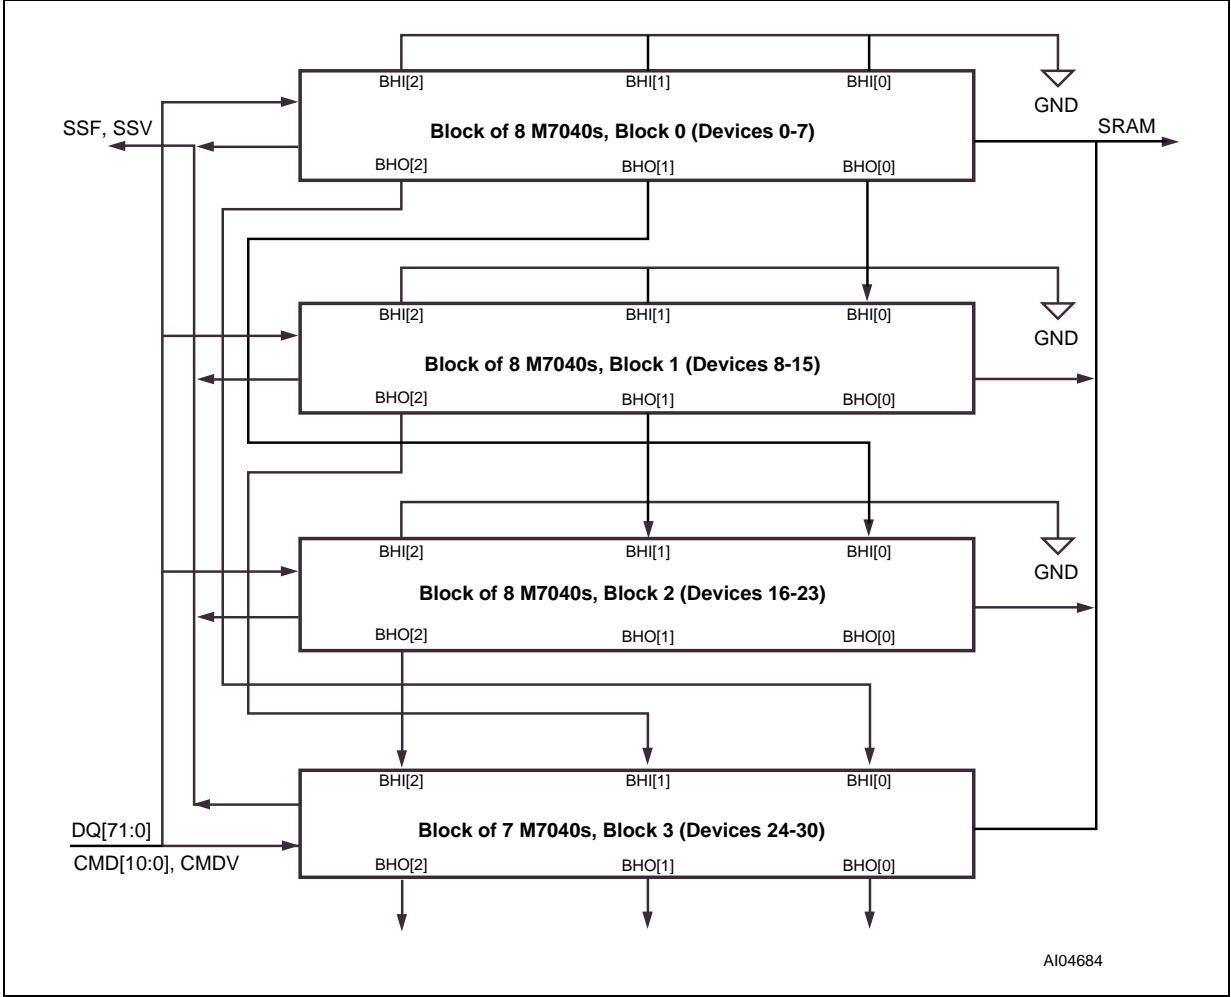 BHI[2] BHI[1] BHI[0]
GND
SSF, SSV
Block of 8 M7040s, Block 0 (Devices 0-7)
SRAM
BHO[2] BHO[1] BHO[0]
BHI[2] BHI[1] BHI[0]
GND
Block of 8 M7040s, Block 1 (Devices 8-15)
BHO[2] BHO[1] BHO[0]
BHI[2] BHI[1] BHI[0]
GND
Block of 8 M7040s, Block 2 (Devices 16-23)
BHO[2] BHO[1] BHO[0]
BHI[2] BHI[1] BHI[0]
DQ[71:0]
Block of 7 M7040s, Block 3 (Devices 24-30)
CMD[10:0], CMDV
BHO[2] BHO[1] BHO[0]
AI04684